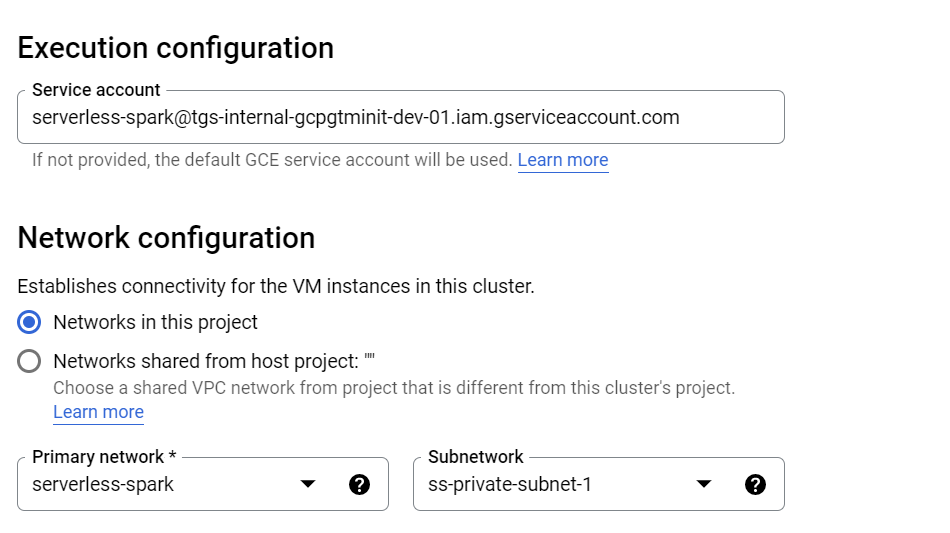 Execution configuration
Service account
serverless-spark@tgs-internal-gcpgtminit-dev-01.iam.gserviceaccount.com
If not provided, the default GCE service account will be used. Learn more
Network configuration
Establishes connectivity for the VM instances in this cluster.
Networks in this project
Networks shared from host project: ""
Choose a shared VPC network from project that is different from this cluster's project.
Learn more
Primary network *
serverless-spark
Subnetwork
ss-private-subnet-1